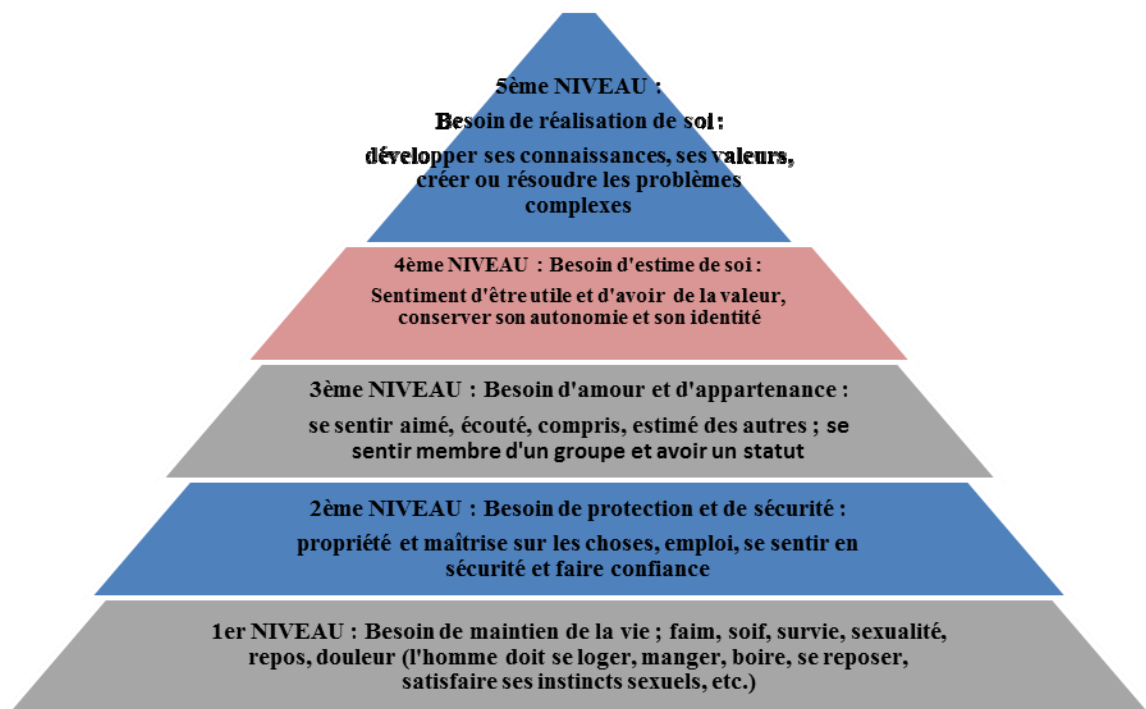 5ème NIVEAU :
Besoin de réalisation de soi :
développer ses connaissances, ses valeurs,
créer ou résoudre les problèmes
complexes
4ème NIVEAU : Besoin d'estime de soi :
Sentiment d'être utile et d'avoir de la valeur,
conserver son autonomie et son identité
3ème NIVEAU : Besoin d'amour et d'appartenance :
se sentir aimé, écouté, compris, estimé des autres ; se
sentir membre d'un groupe et avoir un statut
2ème NIVEAU : Besoin de protection et de sécurité :
propriété et maîtrise sur les choses, emploi, se sentir en
sécurité et faire confiance
1er NIVEAU : Besoin de maintien de la vie ; faim, soif, survie, sexualité,
repos, douleur (l'homme doit se loger, manger, boire, se reposer,
satisfaire ses instincts sexuels, etc.)